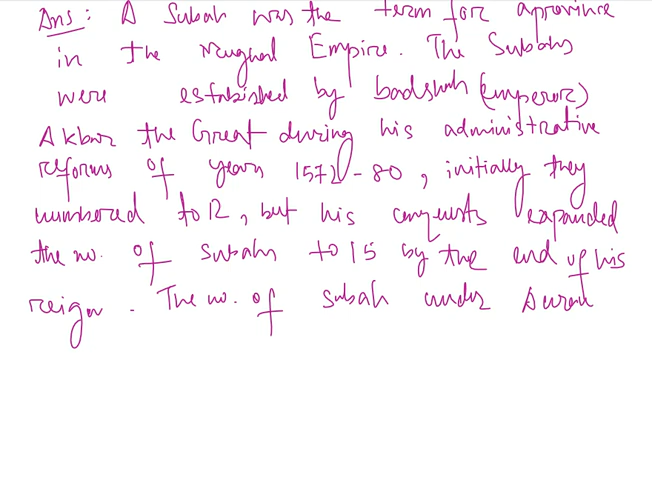 Ans: A Subah was the term for a province
in the Mughal Empire. The Subahs
were established by badshah (emperor)
Akbar the Great during his administrative
reforms of years 1572-80, initially they
numbered to 12, but his conquests expanded
the no. of subahs to 15 by the end of his
reign. The no. of subah under